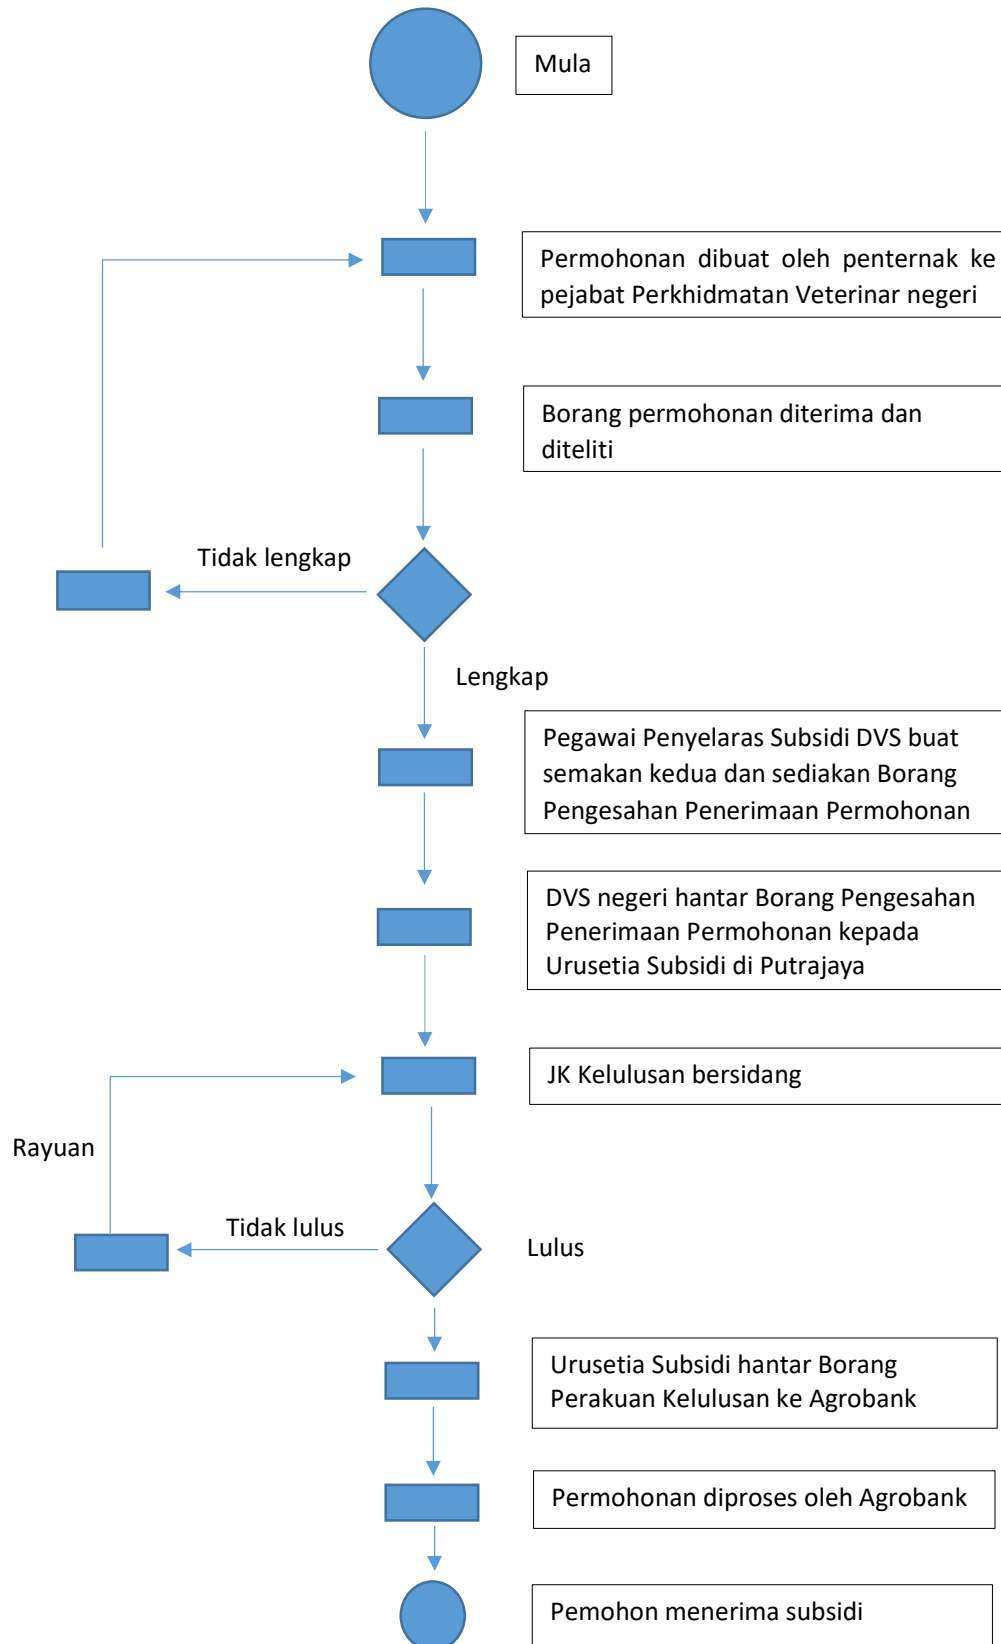 Mula
Permohonan dibuat oleh penternak ke
pejabat Perkhidmatan Veterinar negeri
Borang permohonan diterima dan
diteliti
Tidak lengkap
Lengkap
Pegawai Penyelaras Subsidi DVS buat
semakan kedua dan sediakan Borang
Pengesahan Penerimaan Permohonan
DVS negeri hantar Borang Pengesahan
Penerimaan Permohonan kepada
Urusetia Subsidi di Putrajaya
JK Kelulusan bersidang
Rayuan
Tidak lulus
Lulus
Urusetia Subsidi hantar Borang
Perakuan Kelulusan ke Agrobank
Permohonan diproses oleh Agrobank
Pemohon menerima subsidi